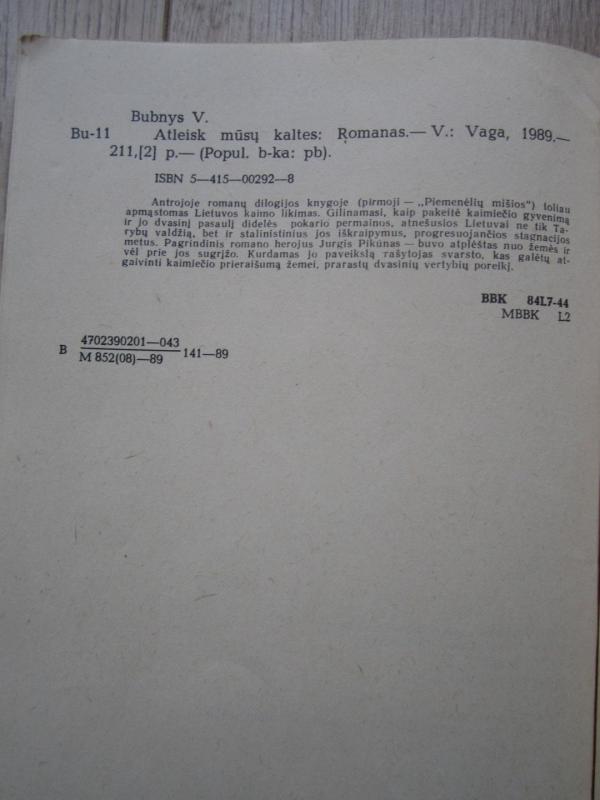 Bubnys V.
Bu-11 Atleisk mūsų kaltes: Romanas.— V.: Vaga, 1989.—
211,[2] p.— (Popul. b-ka: pb).
ISBN 5—415—00292—8
Antrojoje romanų dilogijos knygoje (pirmoji — „Piemenėlių mišios“) toliau
apmąstomas Lietuvos kaimo likimas. Gilinamasi, kaip pakeitė kaimiečio gyvenimą
ir jo dvasinį pasaulį didelės pokario permainos, atnešusios Lietuvai ne tik Ta-
rybų valdžią, bet ir stalinistinius jos iškraipymus, progresuojančios stagnacijos
metus. Pagrindinis romano herojus Jurgis Pikūnas — buvo atplėštas nuo žemės ir
vėl prie jos sugrįžo. Kurdamas jo paveikslą rašytojas svarsto, kas galėtų at-
gaivinti kaimiečio prieraišumą žemei, prarastų dvasinių vertybių poreikį.
BBK 84L7-44
MBBK L2
B 4702390201—043
M 852(08)—89 141—89